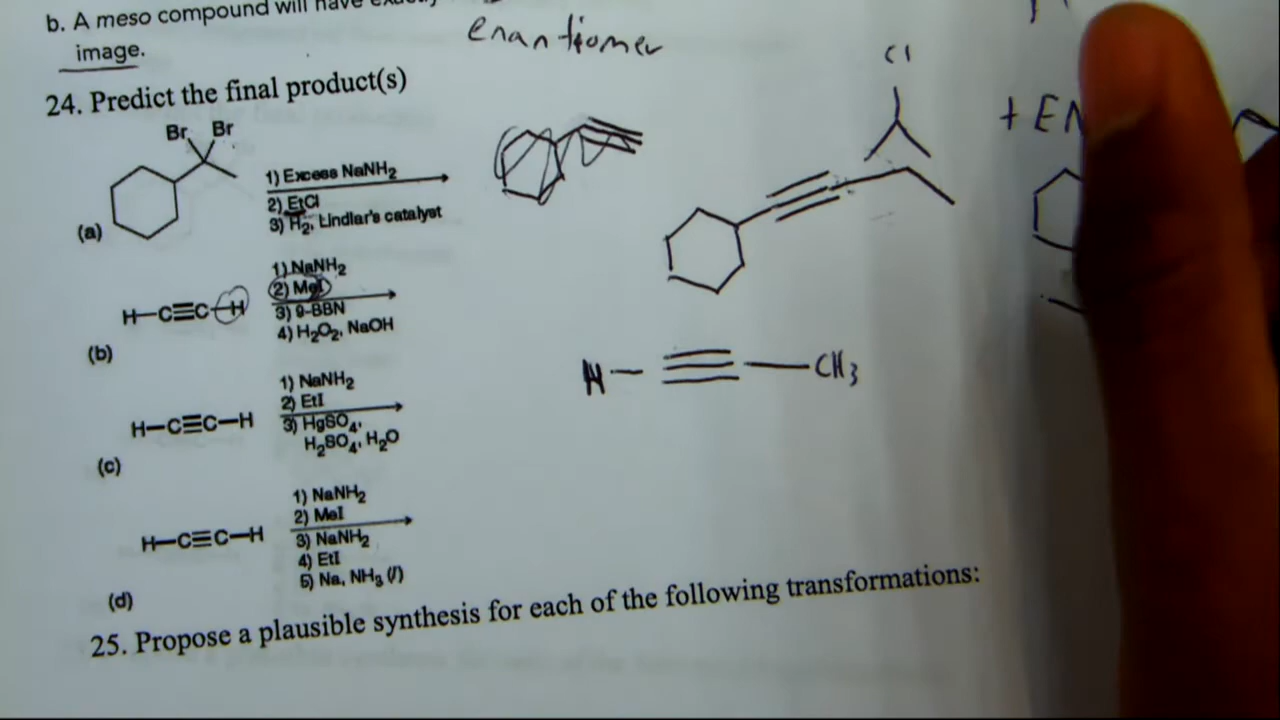 b. A meso compound will have
image.
enantiomer
24. Predict the final product(s)
Br Br
1) Excess NaNH2
2) EtCl
3) H2, Lindlar's catalyst
(a)
Cl
H—C≡C—H
1) NaNH2
2) MeI
3) 9-BBN
4) H2O2, NaOH
(b)
H—≡—CH3
H—C≡C—H
1) NaNH2
2) EtI
3) HgSO4,
H2SO4, H2O
(c)
H—C≡C—H
1) NaNH2
2) MeI
3) NaNH2
4) EtI
5) Na, NH3 (l)
(d)
25. Propose a plausible synthesis for each of the following transformations: